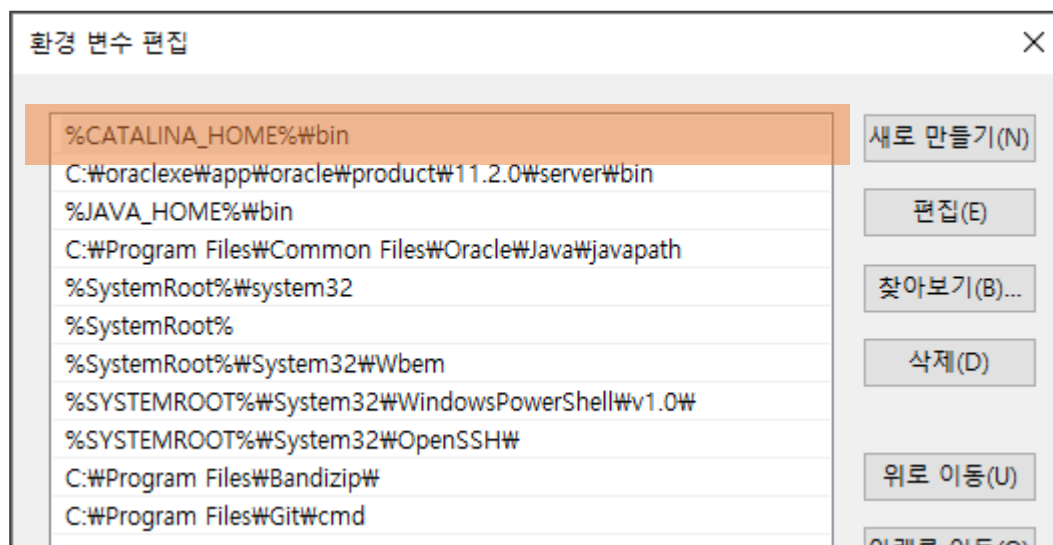 환경 변수 편집
%CATALINA_HOME%₩bin
새로 만들기(N)
C:₩oraclexe₩app₩oracle₩product₩11.2.0₩server₩bin
%JAVA_HOME%₩bin
편집(E)
C:₩Program Files₩Common Files₩Oracle₩Java₩javapath
%SystemRoot%₩system32
찾아보기(B)...
%SystemRoot%
%SystemRoot%₩System32₩Wbem
삭제(D)
%SYSTEMROOT%₩System32₩WindowsPowerShell₩v1.0₩
%SYSTEMROOT%₩System32₩OpenSSH₩
C:₩Program Files₩Bandizip₩
위로 이동(U)
C:₩Program Files₩Git₩cmd